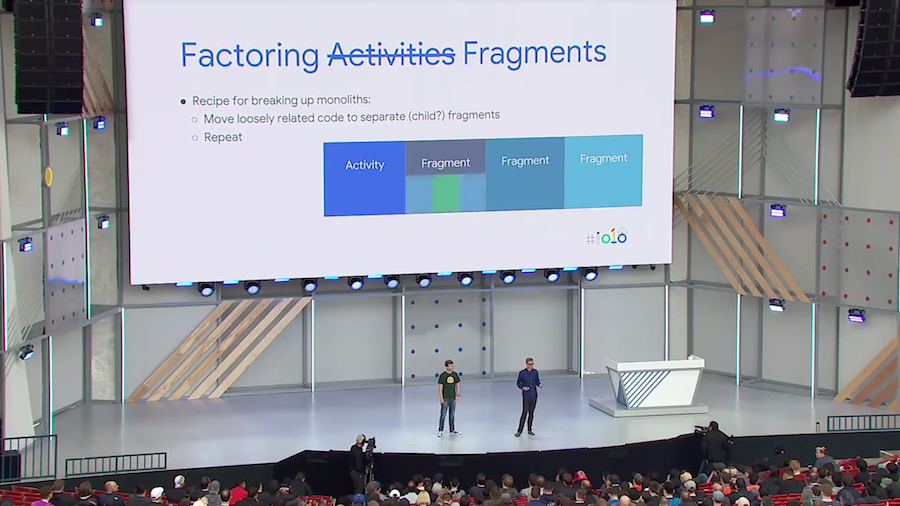 Factoring Activities Fragments
● Recipe for breaking up monoliths:
○ Move loosely related code to separate (child?) fragments
○ Repeat
Activity Fragment Fragment Fragment
#io18